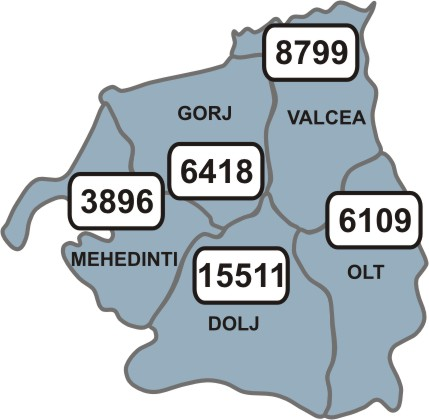 8799
GORJ
VALCEA
6418
3896
6109
MEHEDINTI
15511
OLT
DOLJ